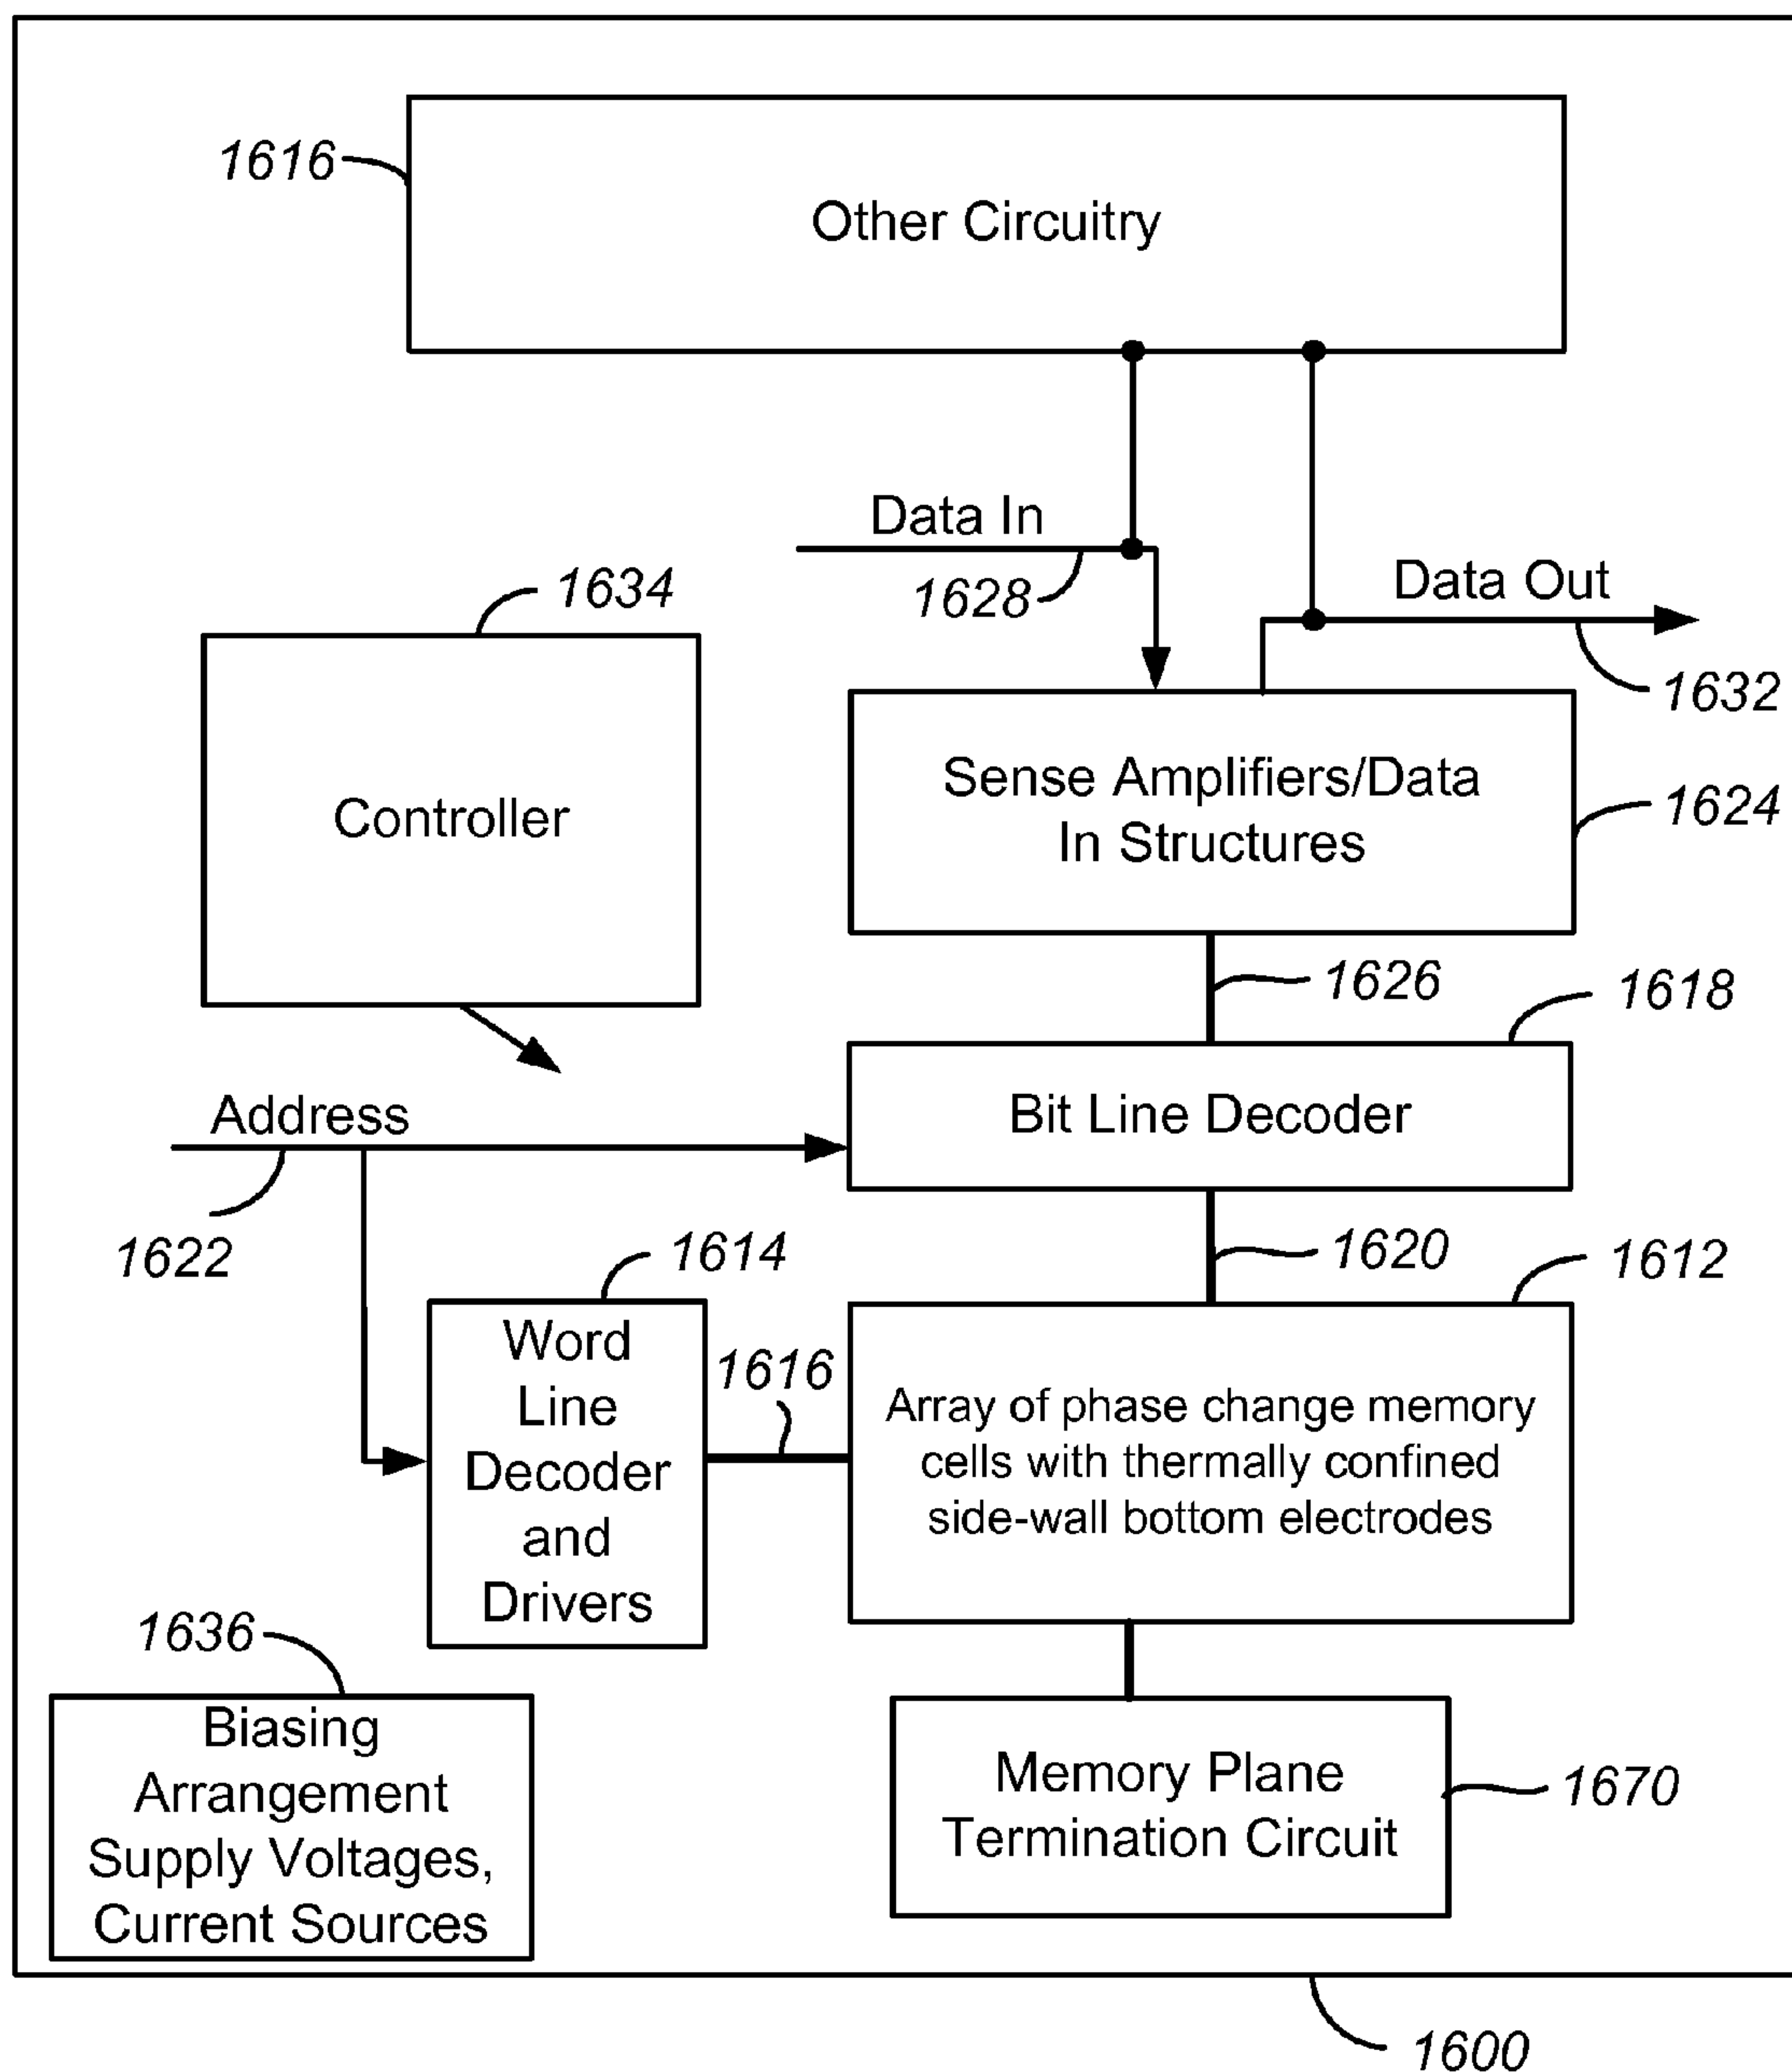 1616
Other Circuitry
Data In
1628
Data Out
1632
1634
Controller
Sense Amplifiers/Data
In Structures
1624
1626
1618
Bit Line Decoder
Address
1622
1620
1614
1612
Word
Line
Decoder
and
Drivers
1616
Array of phase change memory
cells with thermally confined
side-wall bottom electrodes
1636
Biasing
Arrangement
Supply Voltages,
Current Sources
Memory Plane
Termination Circuit
1670
1600